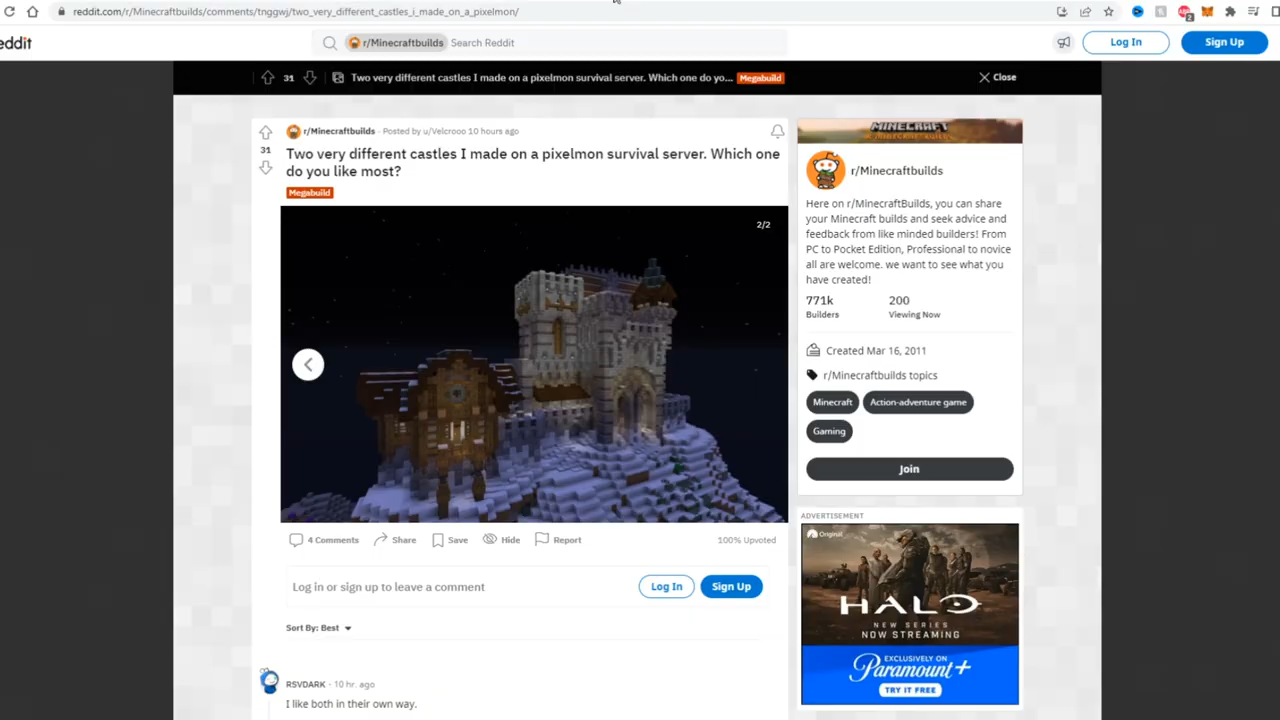 reddit.com/r/Minecraftbuilds/comments/tnggwj/two_very_different_castles_i_made_on_a_pixelmon/
2
eddit
r/Minecraftbuilds
Search Reddit
Log In
Sign Up
31
Two very different castles I made on a pixelmon survival server. Which one do yo...
Megabuild
Close
r/Minecraftbuilds · Posted by u/Velcrooo 10 hours ago
31
Two very different castles I made on a pixelmon survival server. Which one
do you like most?
Megabuild
2/2
4 Comments
Share
Save
Hide
Report
100% Upvoted
Log in or sign up to leave a comment
Log In
Sign Up
Sort By: Best
RSVDARK · 10 hr. ago
I like both in their own way.
MINECRAFT
r/Minecraftbuilds
Here on r/MinecraftBuilds, you can share
your Minecraft builds and seek advice and
feedback from like minded builders! From
PC to Pocket Edition, Professional to novice
all are welcome. we want to see what you
have created!
771k
200
Builders
Viewing Now
Created Mar 16, 2011
r/Minecraftbuilds topics
Minecraft
Action-adventure game
Gaming
Join
ADVERTISEMENT
Original
HALO
NEW SERIES
NOW STREAMING
EXCLUSIVELY ON
Paramount+
TRY IT FREE